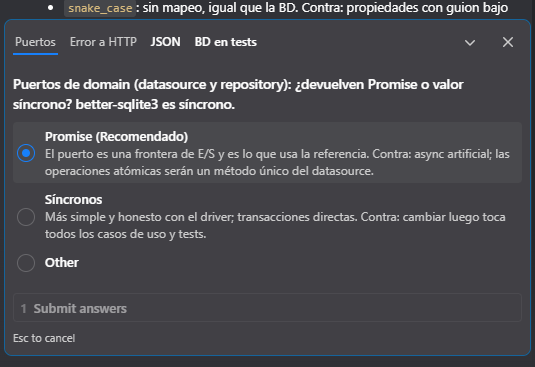 snake_case: sin mapeo, igual que la BD. Contra: propiedades con guion bajo
Puertos Error a HTTP JSON BD en tests
Puertos de domain (datasource y repository): ¿devuelven Promise o valor
síncrono? better-sqlite3 es síncrono.
Promise (Recomendado)
El puerto es una frontera de E/S y es lo que usa la referencia. Contra: async artificial; las
operaciones atómicas serán un método único del datasource.
Síncronos
Más simple y honesto con el driver; transacciones directas. Contra: cambiar luego toca
todos los casos de uso y tests.
Other
1 Submit answers
Esc to cancel